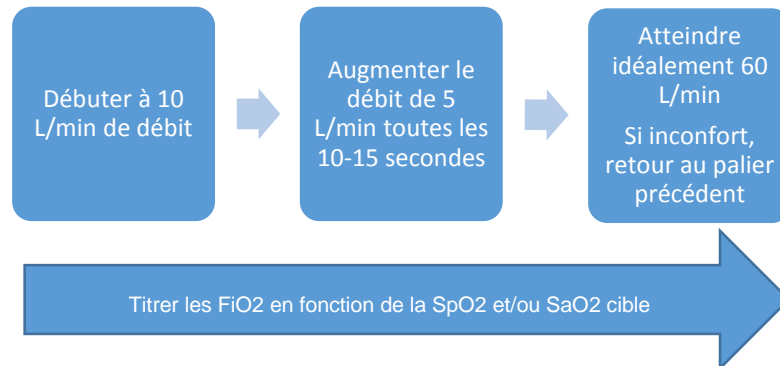 Débuter à 10
L/min de débit
Augmenter le
débit de 5
L/min toutes les
10-15 secondes
Atteindre
idéalement 60
L/min
Si inconfort,
retour au palier
précédent
Titrer les FiO2 en fonction de la SpO2 et/ou SaO2 cible